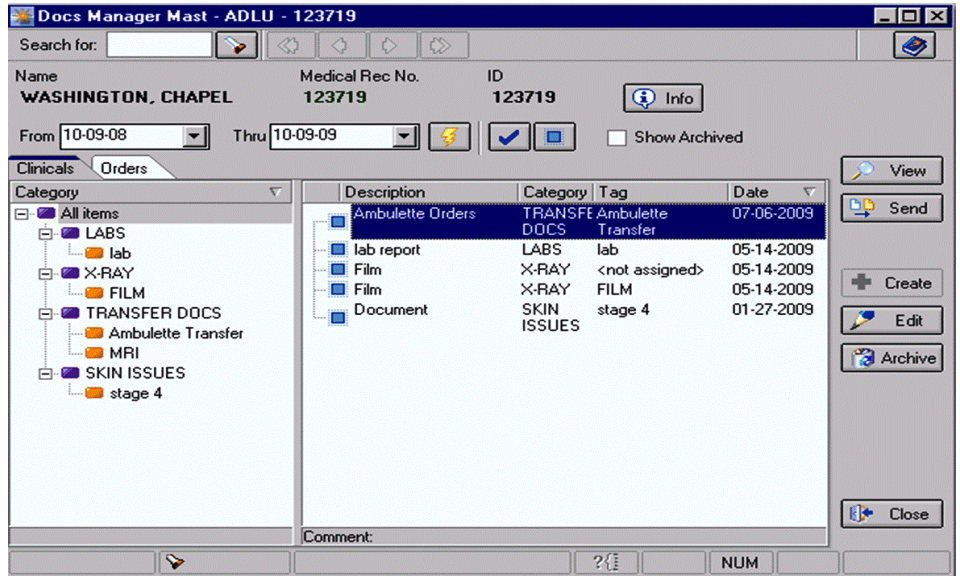 Docs Manager Mast - ADLU - 123719
Search for:
Name Medical Rec No. ID
WASHINGTON, CHAPEL 123719 123719 Info
From 10-09-08 Thru 10-09-09 Show Archived
Clinicals Orders
View
Send
Create
Edit
Archive
Close
Category
All items
LABS
lab
X-RAY
FILM
TRANSFER DOCS
Ambulette Transfer
MRI
SKIN ISSUES
stage 4
Description Category Tag Date
Ambulette Orders TRANSFE Ambulette 07-06-2009
DOCS Transfer
lab report LABS lab 05-14-2009
Film X-RAY <not assigned> 05-14-2009
Film X-RAY FILM 05-14-2009
Document SKIN stage 4 01-27-2009
ISSUES
Comment:
?{} NUM